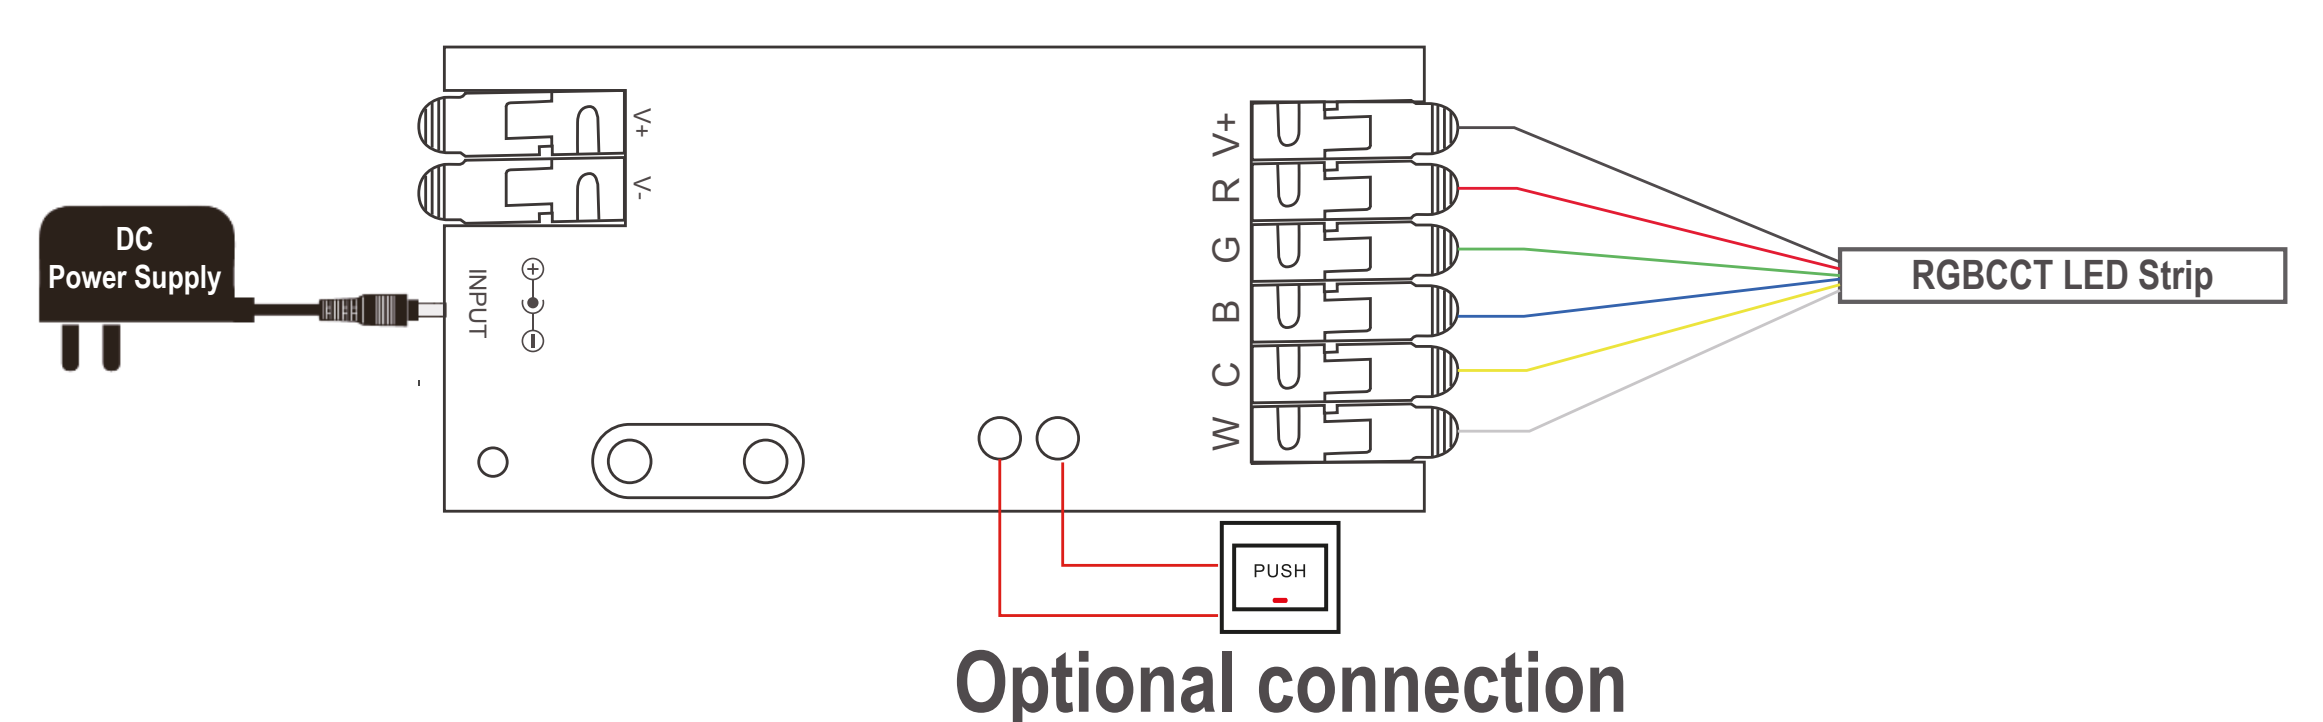 DC
Power Supply
V+
V-
INPUT
V+
R
G
B
C
W
RGBCCT LED Strip
PUSH
Optional connection